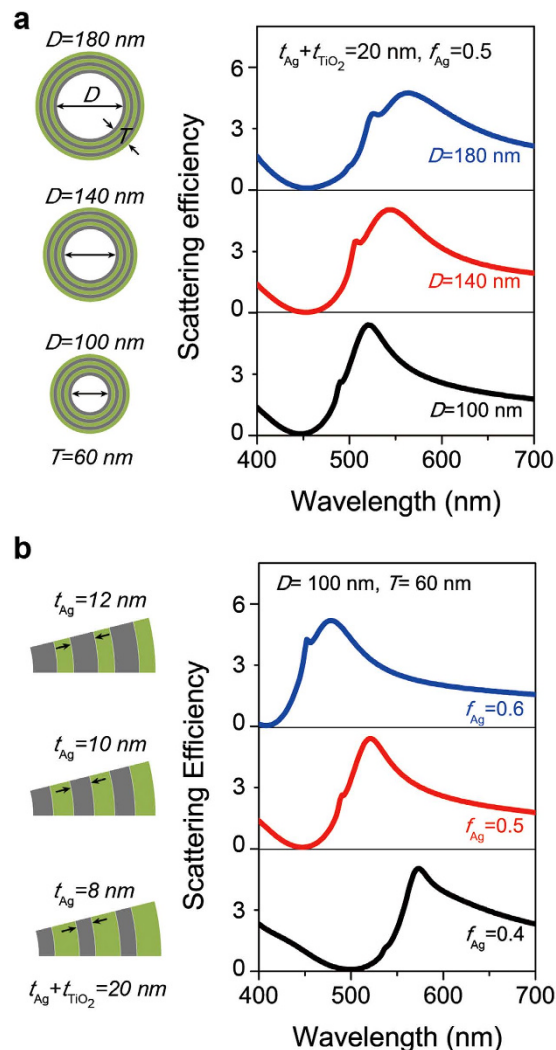 a
D=180 nm
D
T
D=140 nm
D=100 nm
T=60 nm
Scattering efficiency
6
3
0
3
0
3
0
t_Ag+t_TiO₂=20 nm, f_Ag=0.5
D=180 nm
D=140 nm
D=100 nm
400 500 600 700
Wavelength (nm)
b
t_Ag=12 nm
t_Ag=10 nm
t_Ag=8 nm
t_Ag+t_TiO₂=20 nm
Scattering Efficiency
6
3
0
3
0
3
0
D= 100 nm, T= 60 nm
f_Ag=0.6
f_Ag=0.5
f_Ag=0.4
400 500 600 700
Wavelength (nm)